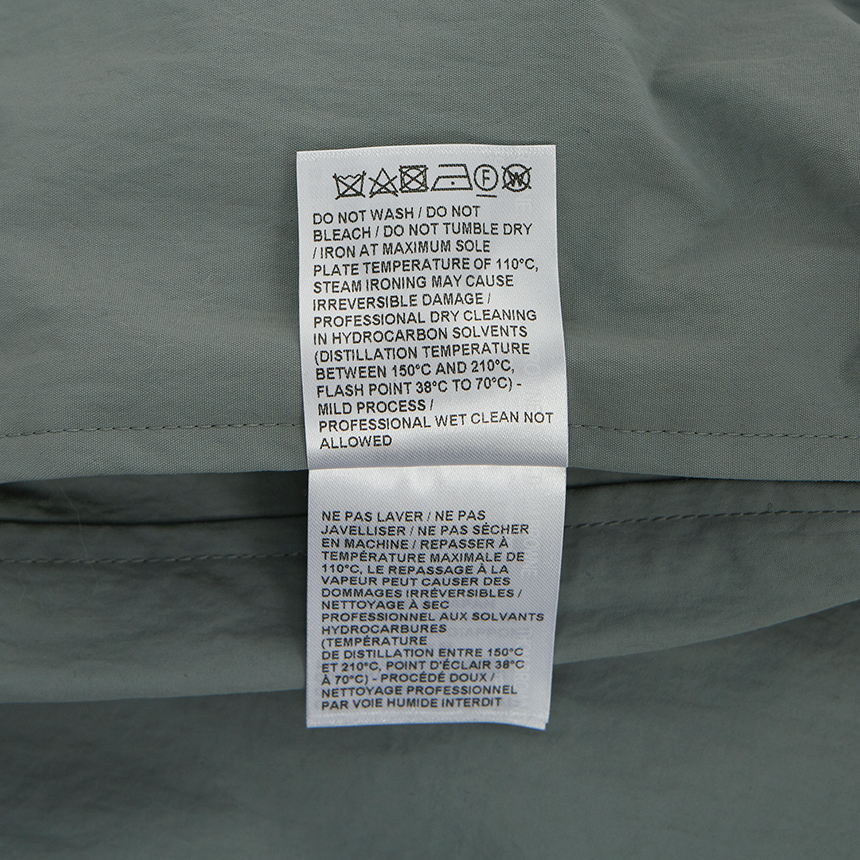 F W
DO NOT WASH / DO NOT
BLEACH / DO NOT TUMBLE DRY
/ IRON AT MAXIMUM SOLE
PLATE TEMPERATURE OF 110°C,
STEAM IRONING MAY CAUSE
IRREVERSIBLE DAMAGE /
PROFESSIONAL DRY CLEANING
IN HYDROCARBON SOLVENTS
(DISTILLATION TEMPERATURE
BETWEEN 150°C AND 210°C,
FLASH POINT 38°C TO 70°C) -
MILD PROCESS /
PROFESSIONAL WET CLEAN NOT
ALLOWED
NE PAS LAVER / NE PAS
JAVELLISER / NE PAS SÈCHER
EN MACHINE / REPASSER À
TEMPÉRATURE MAXIMALE DE
110°C, LE REPASSAGE À LA
VAPEUR PEUT CAUSER DES
DOMMAGES IRRÉVERSIBLES /
NETTOYAGE À SEC
PROFESSIONNEL AUX SOLVANTS
HYDROCARBURES
(TEMPÉRATURE
DE DISTILLATION ENTRE 150°C
ET 210°C, POINT D'ÉCLAIR 38°C
À 70°C) - PROCÉDÉ DOUX /
NETTOYAGE PROFESSIONNEL
PAR VOIE HUMIDE INTERDIT